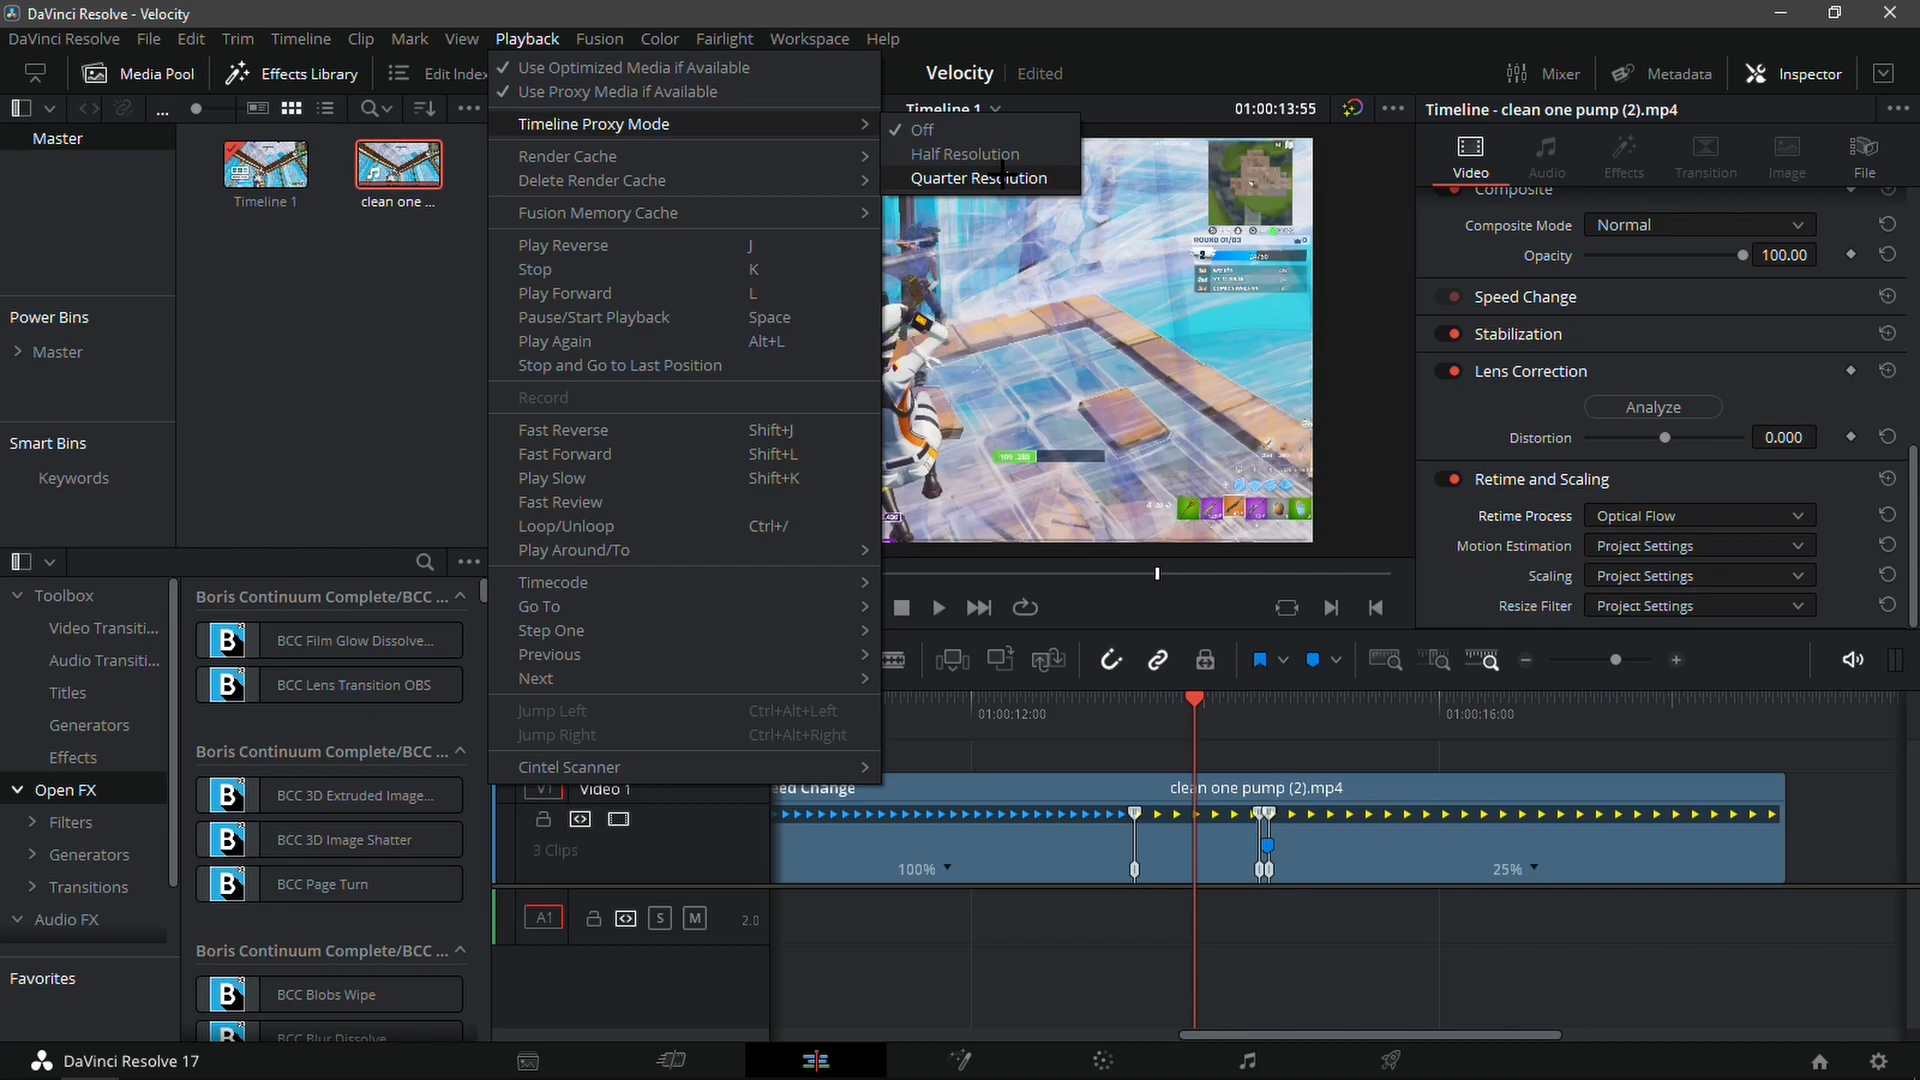 DaVinci Resolve - Velocity
DaVinci Resolve File Edit Trim Timeline Clip Mark View Playback Fusion Color Fairlight Workspace Help
Media Pool Effects Library Edit Index Velocity Edited Mixer Metadata Inspector
... Timeline 1 01:00:13:55 Timeline - clean one pump (2).mp4
Master
Timeline 1 clean one ...
Power Bins
Master
Smart Bins
Keywords
Use Optimized Media if Available
Use Proxy Media if Available
Timeline Proxy Mode
Render Cache
Delete Render Cache
Fusion Memory Cache
Play Reverse J
Stop K
Play Forward L
Pause/Start Playback Space
Play Again Alt+L
Stop and Go to Last Position
Record
Fast Reverse Shift+J
Fast Forward Shift+L
Play Slow Shift+K
Fast Review
Loop/Unloop Ctrl+/
Play Around/To
Timecode
Go To
Step One
Previous
Next
Jump Left Ctrl+Alt+Left
Jump Right Ctrl+Alt+Right
Cintel Scanner
Off
Half Resolution
Quarter Resolution
ROUND 01/03
24/50
Video Audio Effects Transition Image File
Composite
Composite Mode Normal
Opacity 100.00
Speed Change
Stabilization
Lens Correction
Analyze
Distortion 0.000
Retime and Scaling
Retime Process Optical Flow
Motion Estimation Project Settings
Scaling Project Settings
Resize Filter Project Settings
Toolbox
Video Transiti...
Audio Transiti...
Titles
Generators
Effects
Open FX
Filters
Generators
Transitions
Audio FX
Favorites
Boris Continuum Complete/BCC ...
B BCC Film Glow Dissolve...
B BCC Lens Transition OBS
Boris Continuum Complete/BCC ...
B BCC 3D Extruded Image...
B BCC 3D Image Shatter
B BCC Page Turn
Boris Continuum Complete/BCC ...
B BCC Blobs Wipe
B BCC Blur Dissolve
01:00:12:00 01:00:16:00
V1 Video 1
3 Clips
eed Change clean one pump (2).mp4
100% 25%
A1 S M 2.0
DaVinci Resolve 17